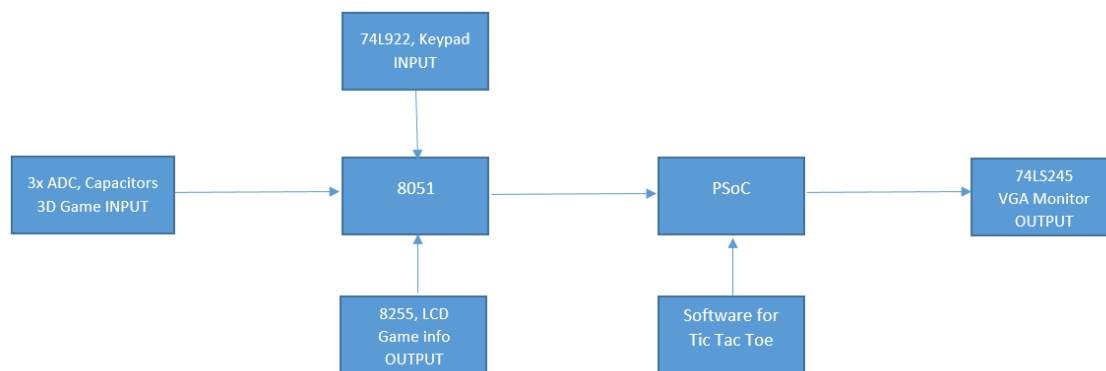 74L922, Keypad
INPUT
3x ADC, Capacitors
3D Game INPUT
8051
PSoC
74LS245
VGA Monitor
OUTPUT
8255, LCD
Game info
OUTPUT
Software for
Tic Tac Toe